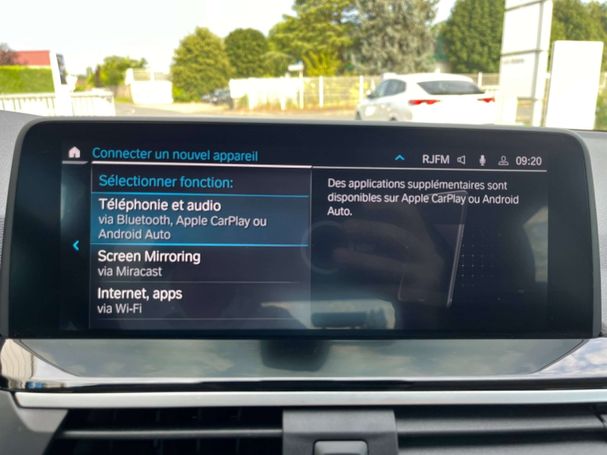 Connecter un nouvel appareil
RJFM 09:20
Sélectionner fonction:
Téléphonie et audio
via Bluetooth, Apple CarPlay ou
Android Auto
Screen Mirroring
via Miracast
Internet, apps
via Wi-Fi
Des applications supplémentaires sont
disponibles sur Apple CarPlay ou Android
Auto.